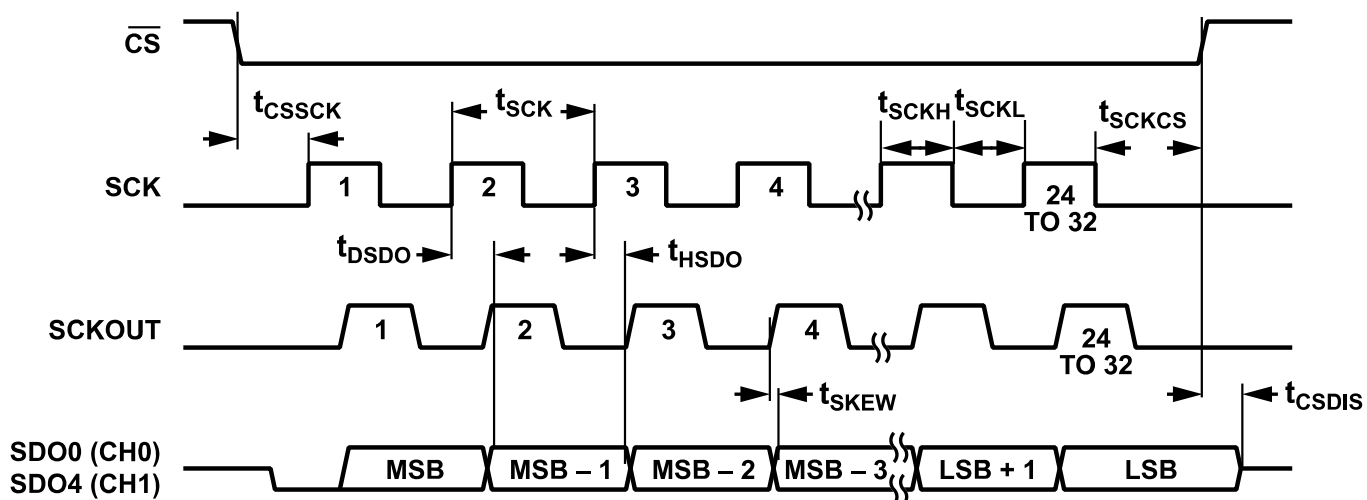 CS
tCSSCK tSCK tSCKH tSCKL tSCKCS
SCK 1 2 3 4 24 TO 32
tDSDO tHSDO
SCKOUT 1 2 3 4 24 TO 32
tSKEW tCSDIS
SDO0 (CH0)
SDO4 (CH1)
MSB MSB – 1 MSB – 2 MSB – 3 LSB + 1 LSB